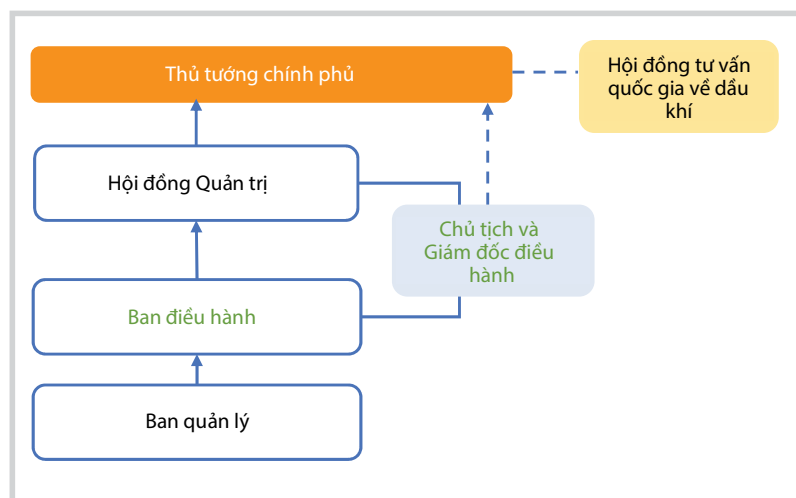 Thủ tướng chính phủ
Hội đồng tư vấn
quốc gia về dầu
khí
Hội đồng Quản trị
Chủ tịch và
Giám đốc điều
hành
Ban điều hành
Ban quản lý